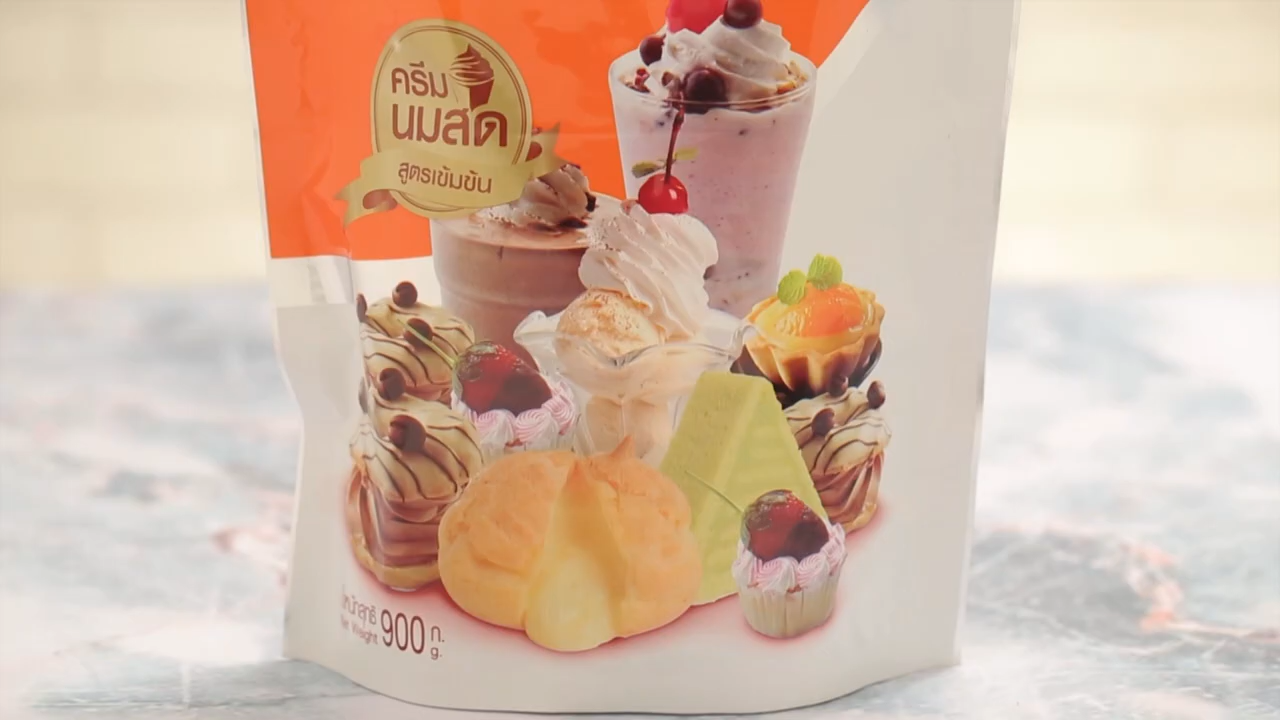 ครีม
นมสด
สูตรเข้มข้น
น้ำหนักสุทธิ 900 ก.
Net Weight g.